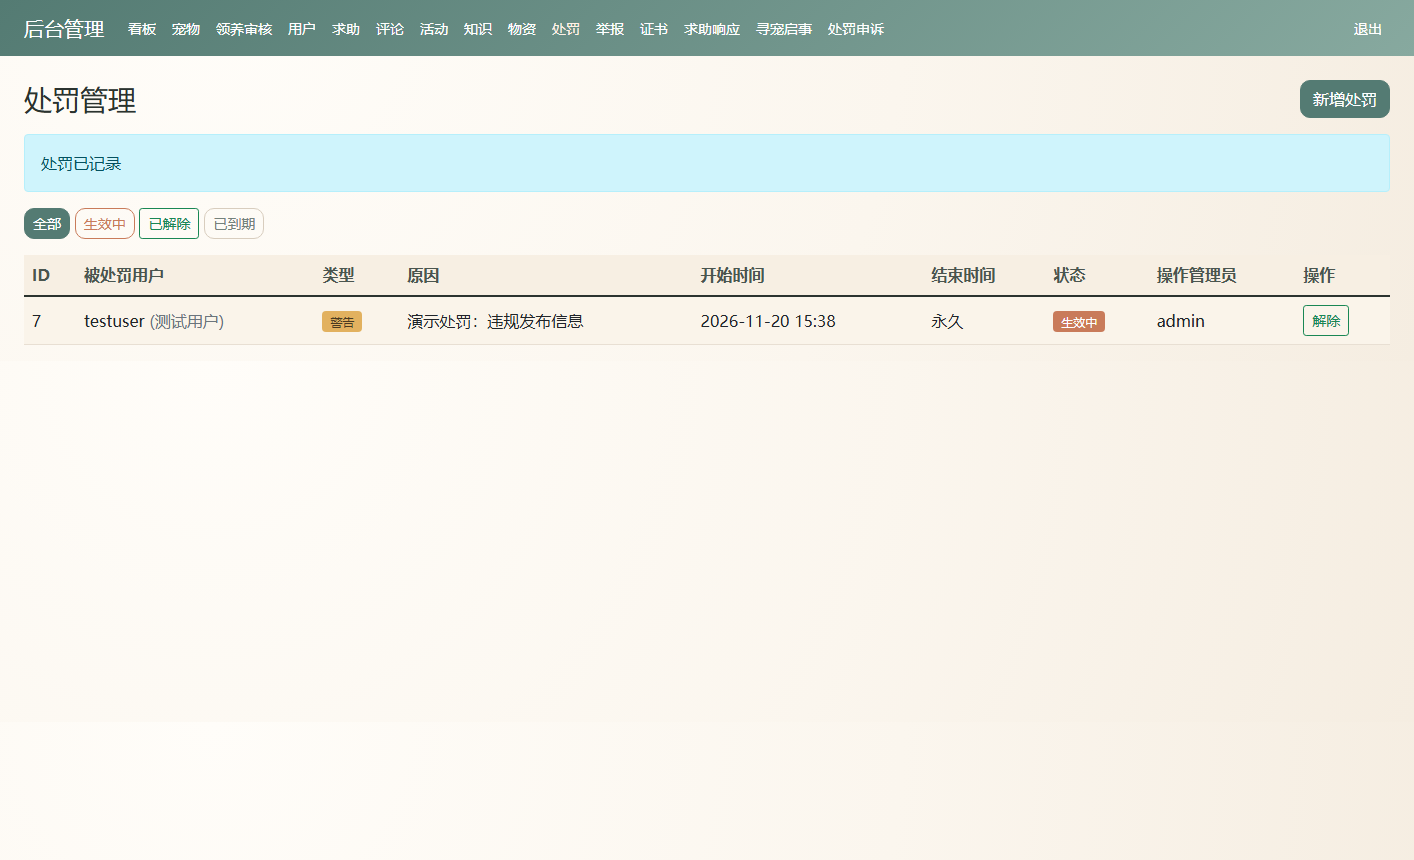 后台管理 看板 宠物 领养审核 用户 求助 评论 活动 知识 物资 处罚 举报 证书 求助响应 寻宠启事 处罚申诉 退出
处罚管理 新增处罚
处罚已记录
全部 生效中 已解除 已到期
ID 被处罚用户 类型 原因 开始时间 结束时间 状态 操作管理员 操作
7 testuser (测试用户) 警告 演示处罚：违规发布信息 2026-11-20 15:38 永久 生效中 admin 解除